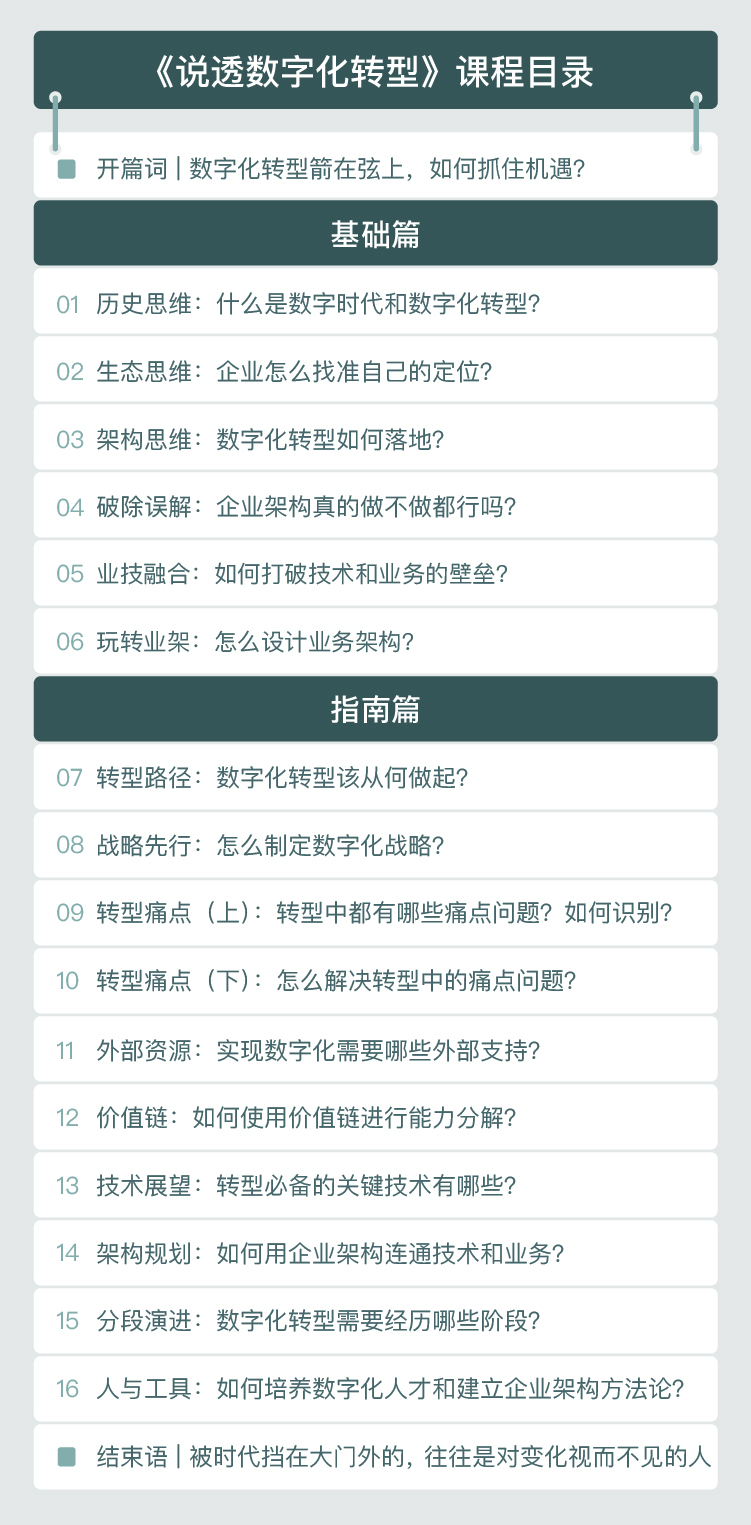 《说透数字化转型》课程目录
开篇词 | 数字化转型箭在弦上，如何抓住机遇？
基础篇
01 历史思维：什么是数字时代和数字化转型？
02 生态思维：企业怎么找准自己的定位？
03 架构思维：数字化转型如何落地？
04 破除误解：企业架构真的做不做都行吗？
05 业技融合：如何打破技术和业务的壁垒？
06 玩转业架：怎么设计业务架构？
指南篇
07 转型路径：数字化转型该从何做起？
08 战略先行：怎么制定数字化战略？
09 转型痛点（上）：转型中都有哪些痛点问题？如何识别？
10 转型痛点（下）：怎么解决转型中的痛点问题？
11 外部资源：实现数字化需要哪些外部支持？
12 价值链：如何使用价值链进行能力分解？
13 技术展望：转型必备的关键技术有哪些？
14 架构规划：如何用企业架构连通技术和业务？
15 分段演进：数字化转型需要经历哪些阶段？
16 人与工具：如何培养数字化人才和建立企业架构方法论？
结束语 | 被时代挡在大门外的，往往是对变化视而不见的人